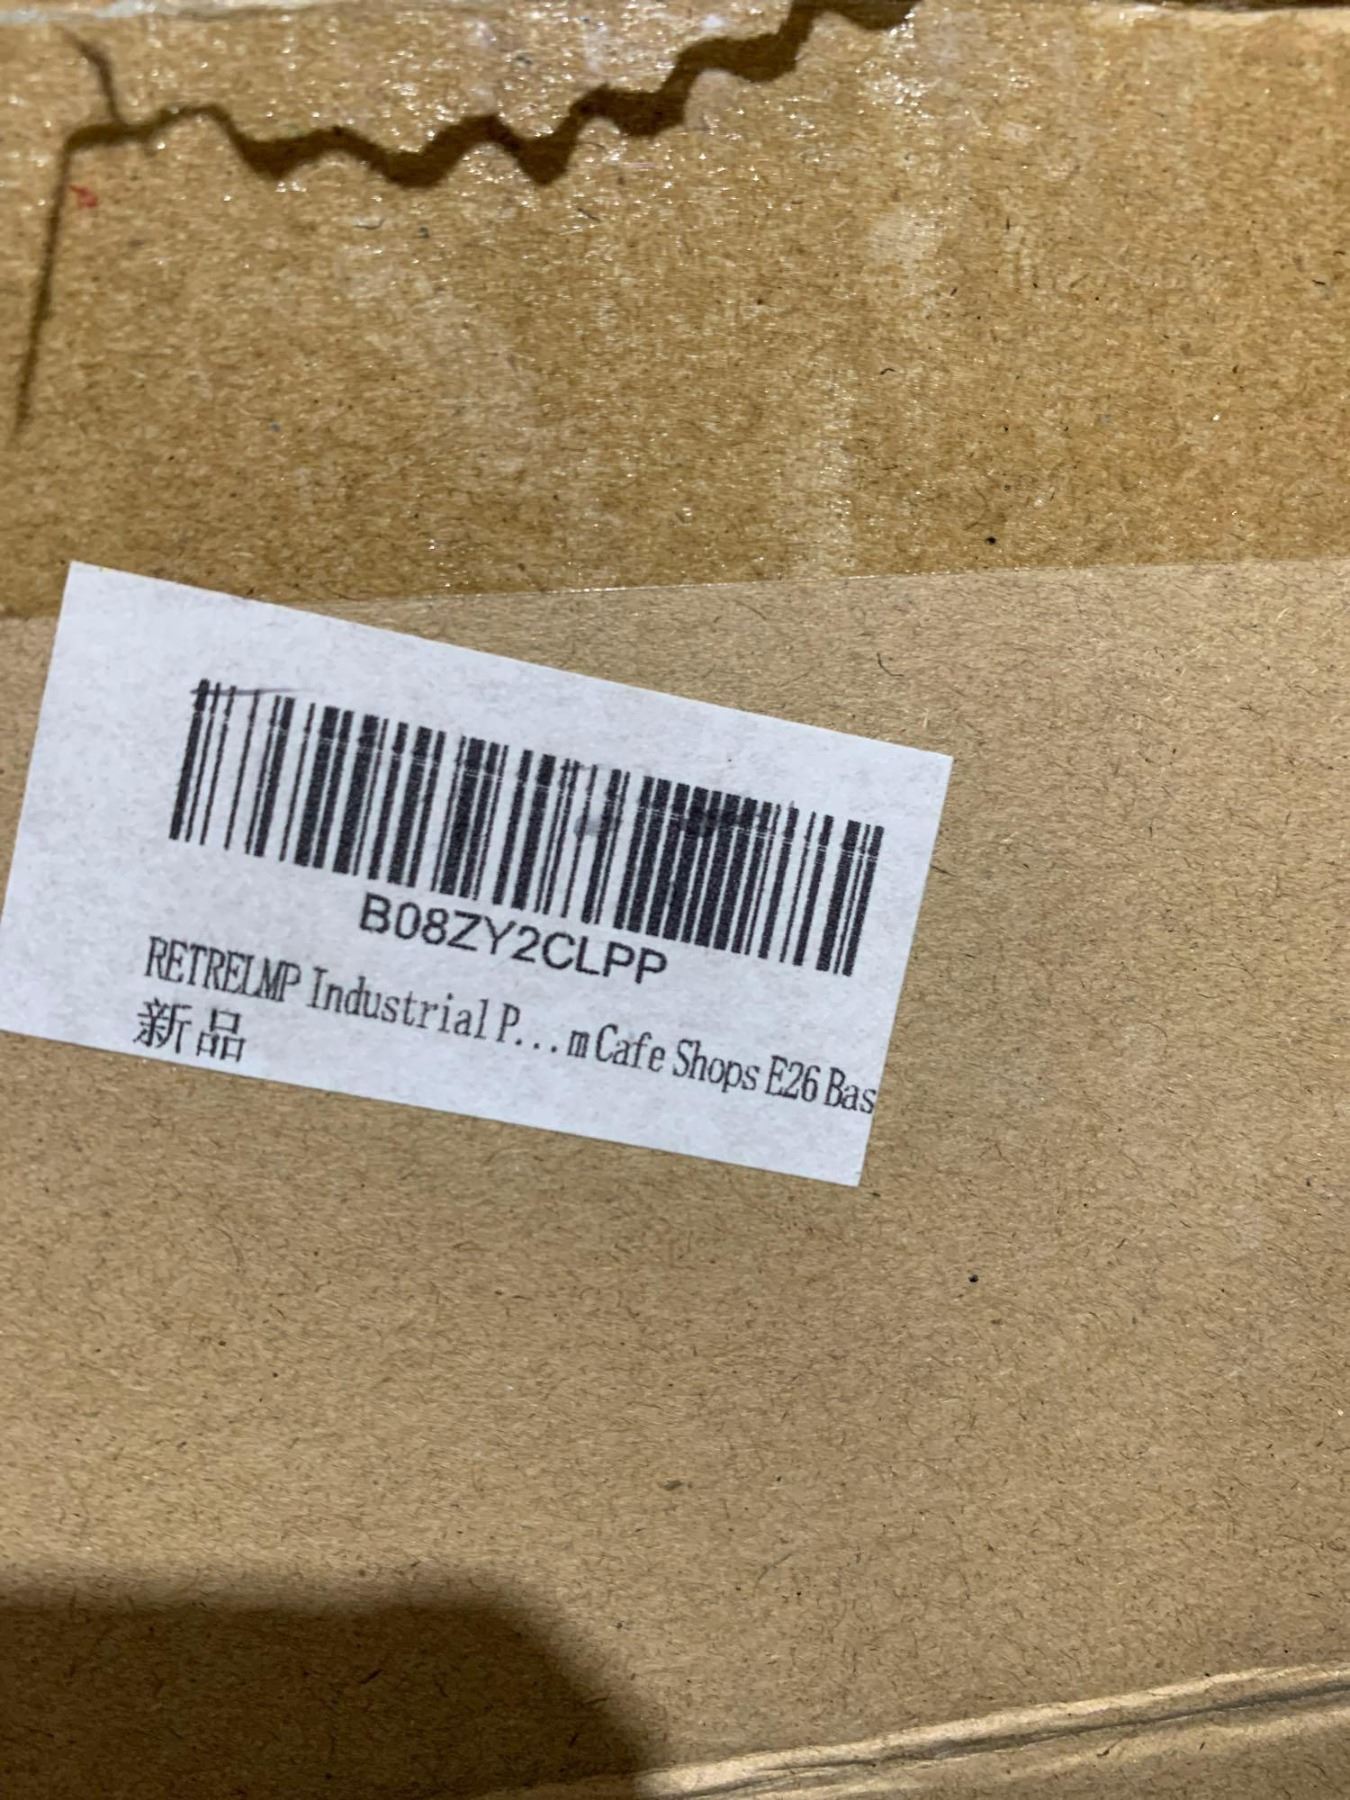 B08ZY2CLPP
RETRELMP Industrial P...m Cafe Shops E26 Bas
新品